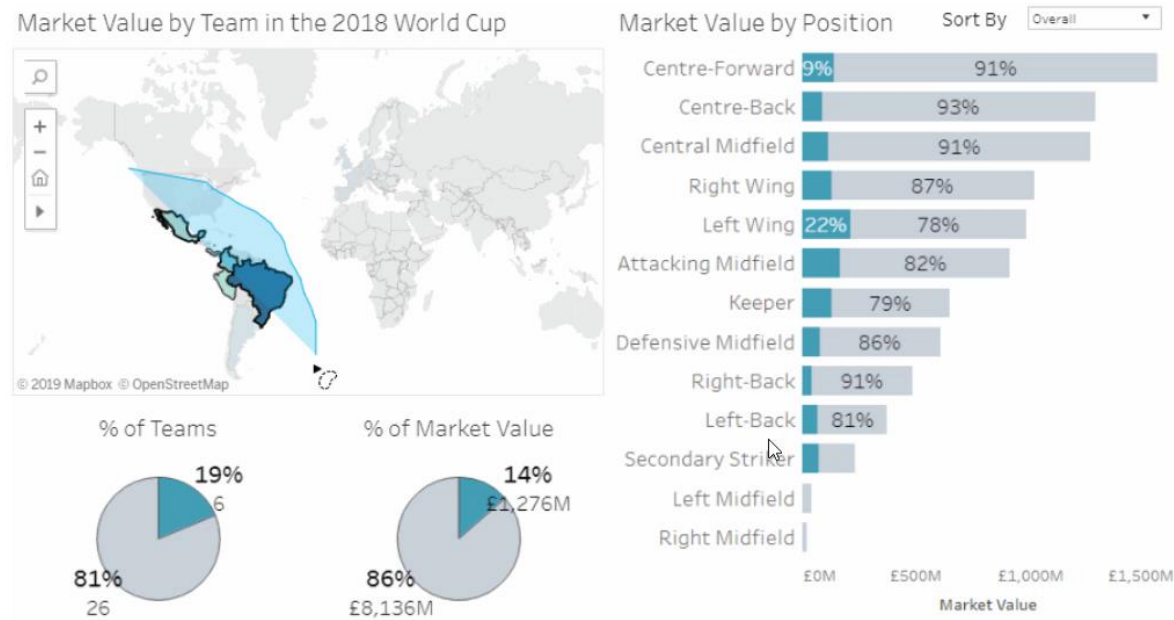 Market Value by Team in the 2018 World Cup
© 2019 Mapbox © OpenStreetMap
% of Teams
19%
6
81%
26
% of Market Value
14%
£1,276M
86%
£8,136M
Market Value by Position
Sort By
Overall
Centre-Forward 9% 91%
Centre-Back 93%
Central Midfield 91%
Right Wing 87%
Left Wing 22% 78%
Attacking Midfield 82%
Keeper 79%
Defensive Midfield 86%
Right-Back 91%
Left-Back 81%
Secondary Striker
Left Midfield
Right Midfield
£0M £500M £1,000M £1,500M
Market Value